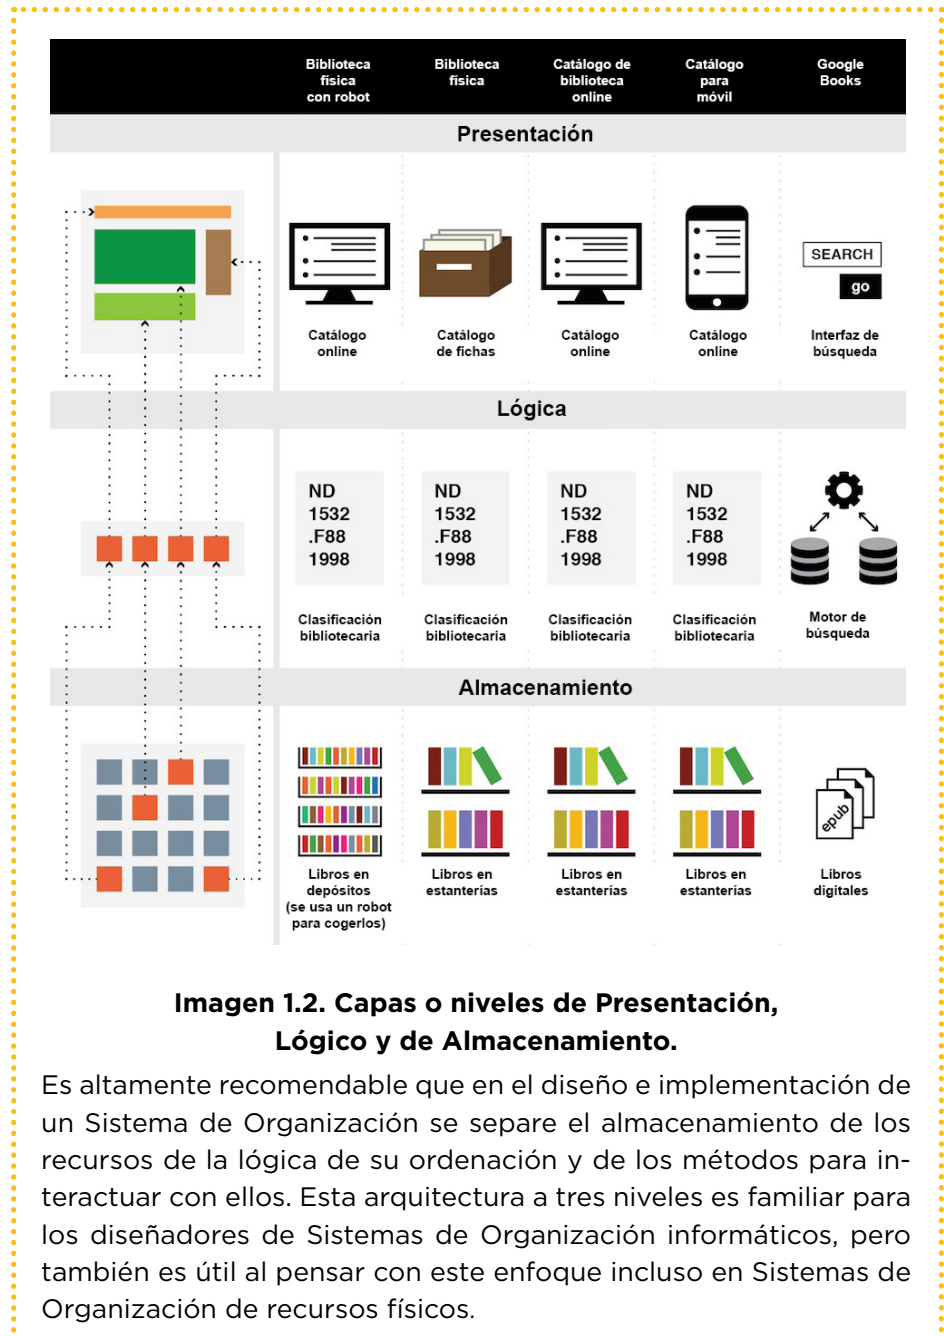 Biblioteca física con robot
Biblioteca física
Catálogo de biblioteca online
Catálogo para móvil
Google Books
Presentación
SEARCH
go
Catálogo online
Catálogo de fichas
Catálogo online
Catálogo online
Interfaz de búsqueda
Lógica
ND
1532
.F88
1998
ND
1532
.F88
1998
ND
1532
.F88
1998
ND
1532
.F88
1998
Clasificación bibliotecaria
Clasificación bibliotecaria
Clasificación bibliotecaria
Clasificación bibliotecaria
Motor de búsqueda
Almacenamiento
epub
Libros en depósitos (se usa un robot para cogerlos)
Libros en estanterías
Libros en estanterías
Libros en estanterías
Libros digitales
Imagen 1.2. Capas o niveles de Presentación,
Lógico y de Almacenamiento.
Es altamente recomendable que en el diseño e implementación de
un Sistema de Organización se separe el almacenamiento de los
recursos de la lógica de su ordenación y de los métodos para in-
teractuar con ellos. Esta arquitectura a tres niveles es familiar para
los diseñadores de Sistemas de Organización informáticos, pero
también es útil al pensar con este enfoque incluso en Sistemas de
Organización de recursos físicos.